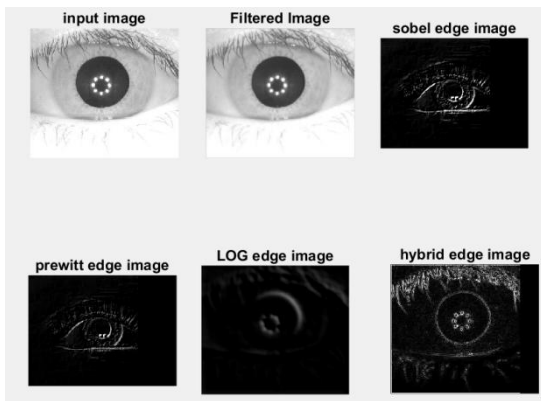 input image
Filtered Image
sobel edge image
prewitt edge image
LOG edge image
hybrid edge image